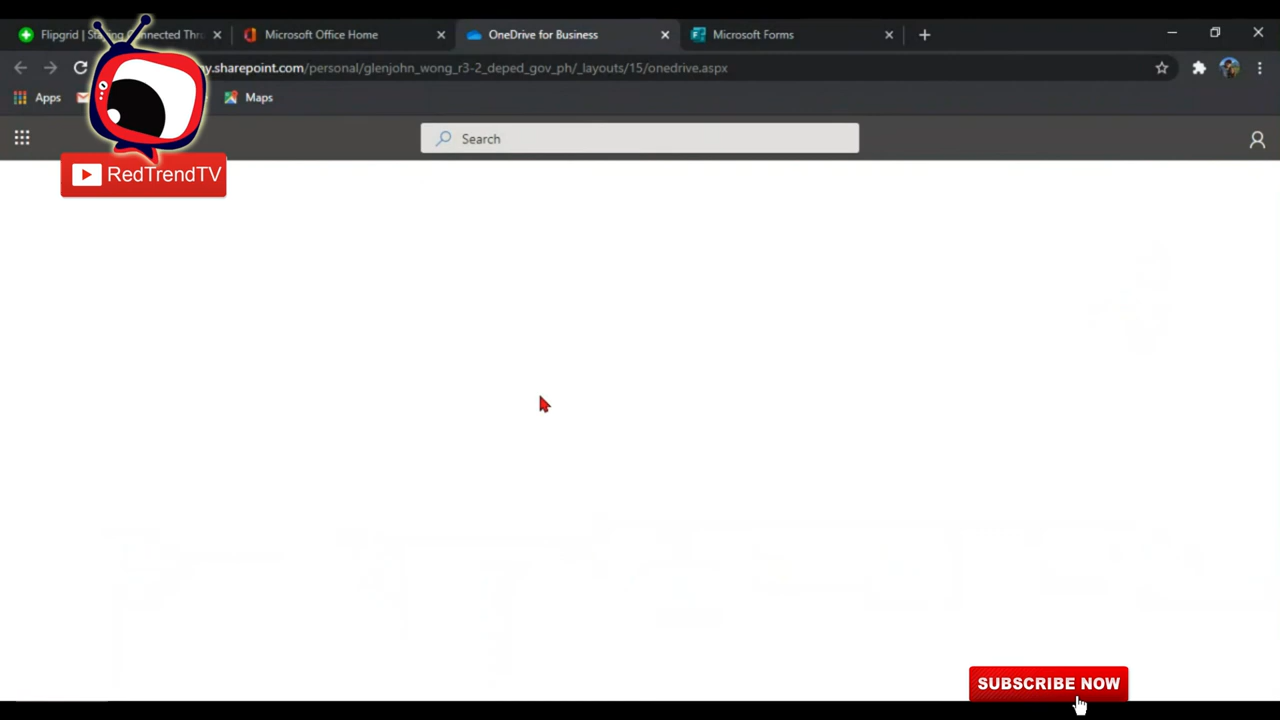 Flipgrid | Sta
nnected Thr
Microsoft Office Home
OneDrive for Business
Microsoft Forms
y.sharepoint.com/personal/glenjohn_wong_r3-2_deped_gov_ph/_layouts/15/onedrive.aspx
Apps
Maps
Search
RedTrendTV
SUBSCRIBE NOW